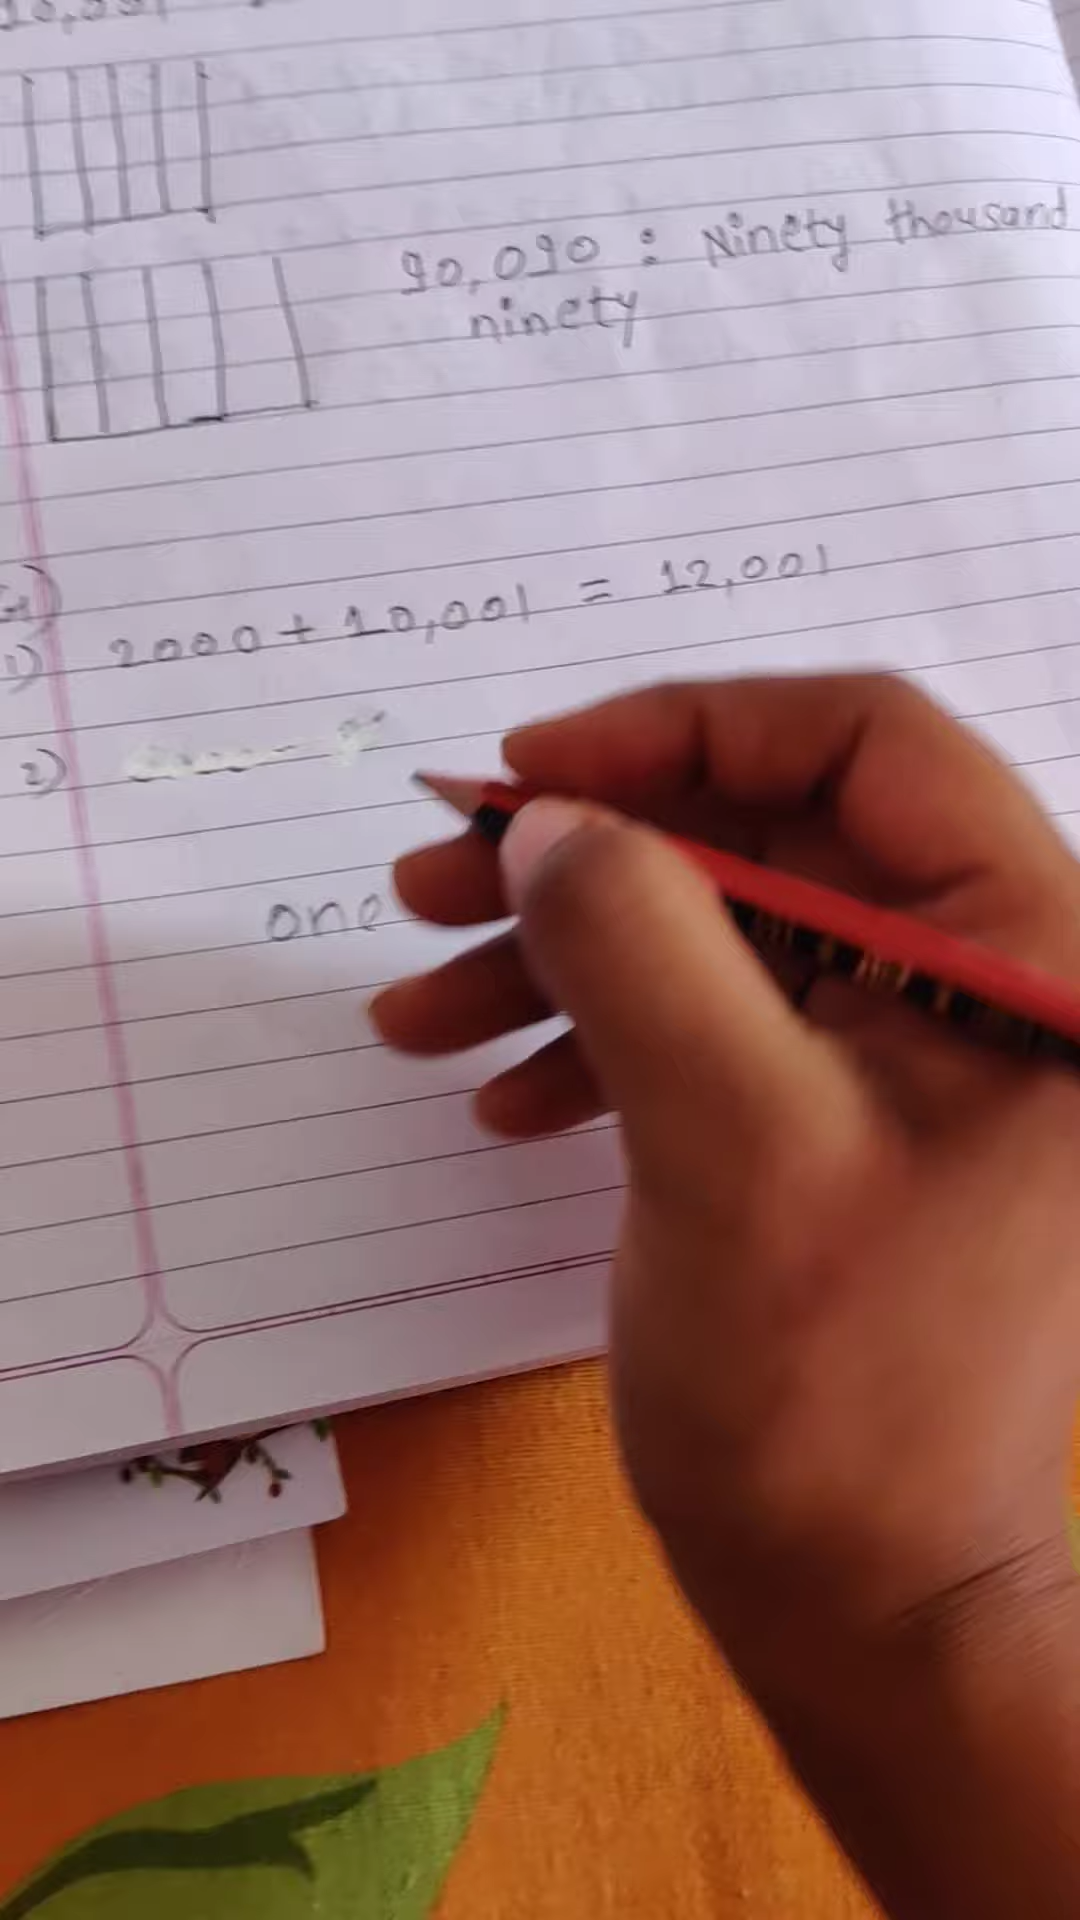 90,090 : Ninety thousand
ninety
1) 2000 + 10,001 = 12,001
2)
one